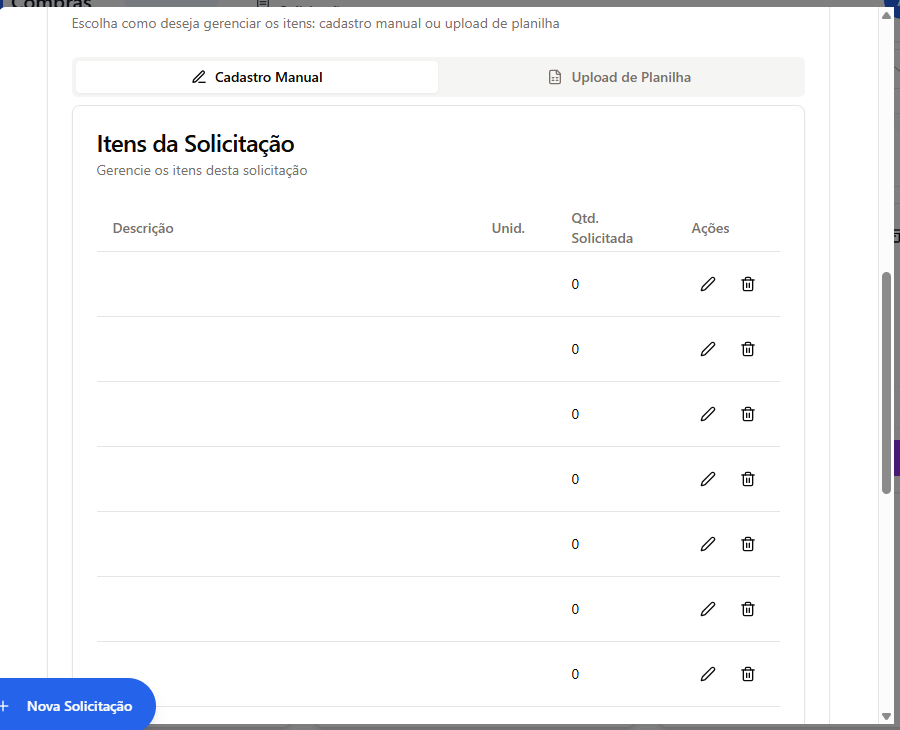 Compras
Escolha como deseja gerenciar os itens: cadastro manual ou upload de planilha
Cadastro Manual
Upload de Planilha
Itens da Solicitação
Gerencie os itens desta solicitação
Descrição Unid. Qtd. Solicitada Ações
0
0
0
0
0
0
0
+ Nova Solicitação